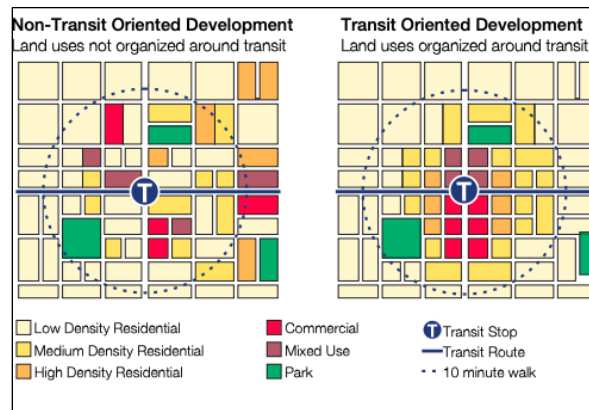 Non-Transit Oriented Development
Land uses not organized around transit
Transit Oriented Development
Land uses organized around transit
T
T
Low Density Residential
Medium Density Residential
High Density Residential
Commercial
Mixed Use
Park
T Transit Stop
Transit Route
10 minute walk